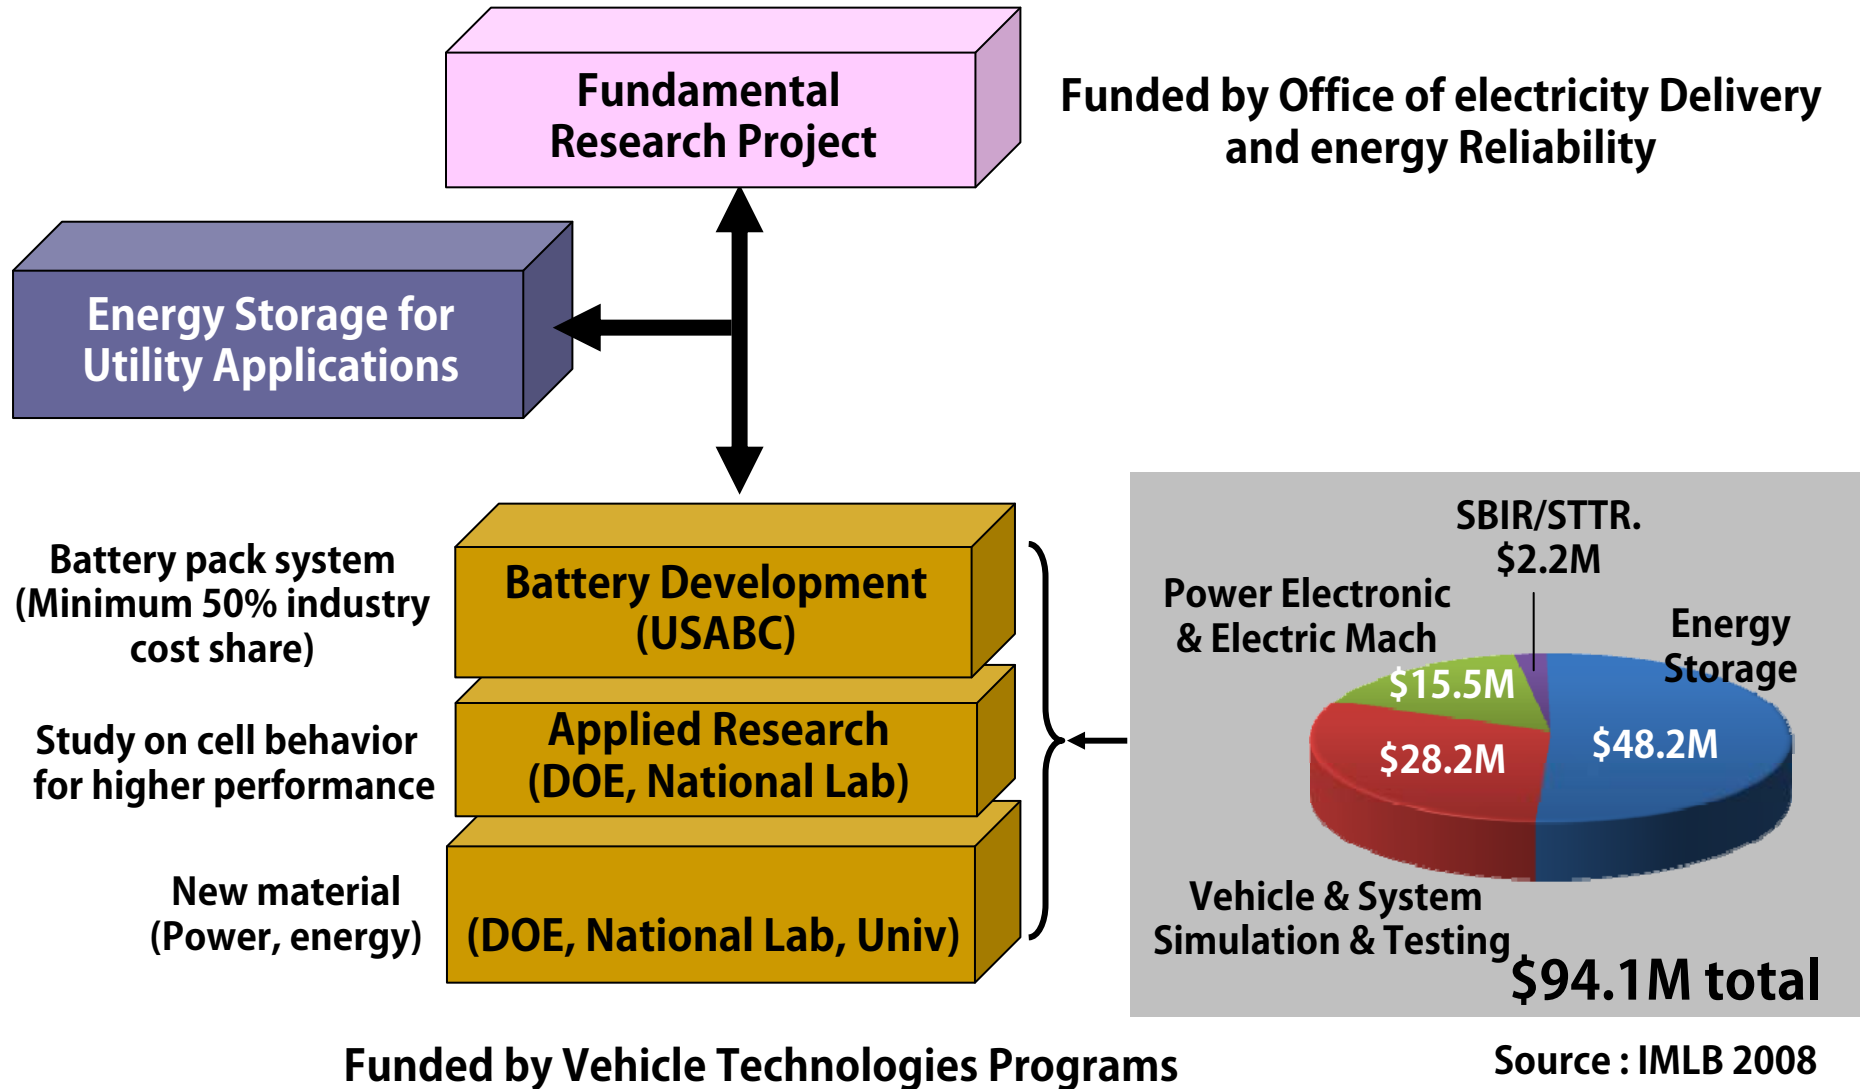 Fundamental
Research Project
Funded by Office of electricity Delivery
and energy Reliability
Energy Storage for
Utility Applications
Battery pack system
(Minimum 50% industry
cost share)
Battery Development
(USABC)
Study on cell behavior
for higher performance
Applied Research
(DOE, National Lab)
New material
(Power, energy)
(DOE, National Lab, Univ)
SBIR/STTR.
$2.2M
Power Electronic
& Electric Mach
$15.5M
Energy
Storage
$48.2M
$28.2M
Vehicle & System
Simulation & Testing
$94.1M total
Funded by Vehicle Technologies Programs
Source : IMLB 2008